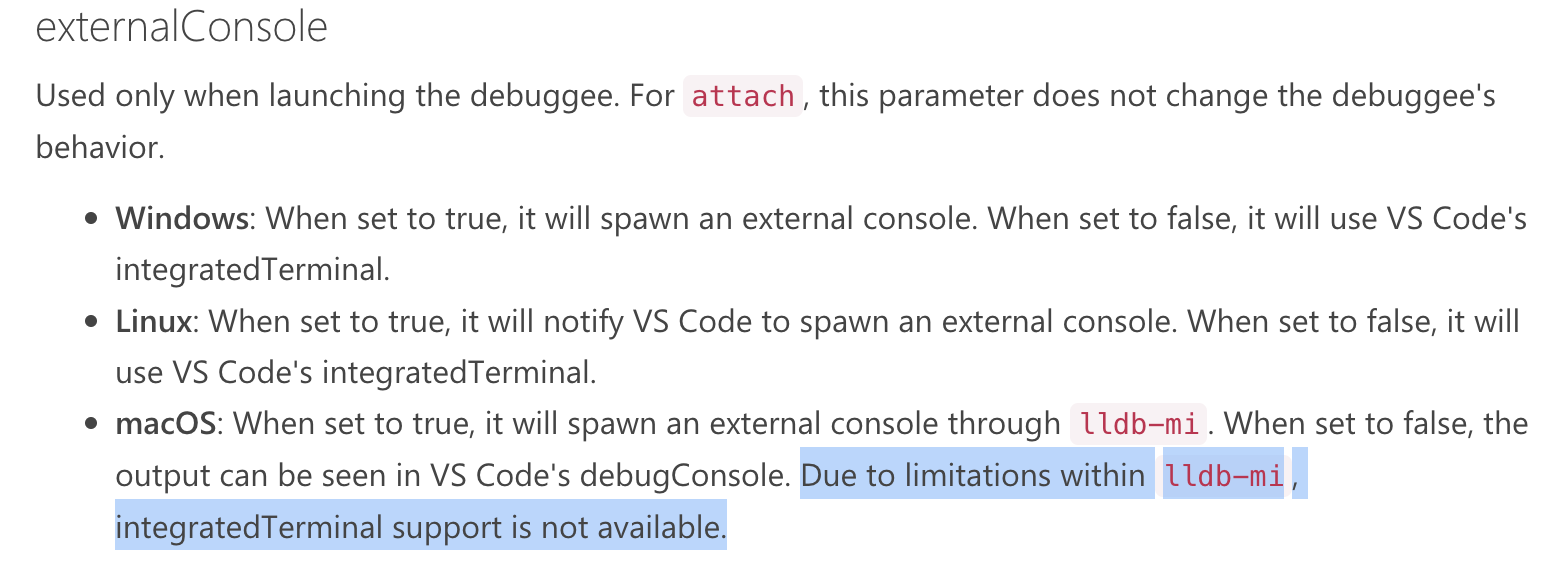 externalConsole
Used only when launching the debuggee. For attach, this parameter does not change the debuggee's
behavior.
Windows: When set to true, it will spawn an external console. When set to false, it will use VS Code's
integratedTerminal.
Linux: When set to true, it will notify VS Code to spawn an external console. When set to false, it will
use VS Code's integratedTerminal.
macOS: When set to true, it will spawn an external console through lldb-mi. When set to false, the
output can be seen in VS Code's debugConsole. Due to limitations within lldb-mi,
integratedTerminal support is not available.